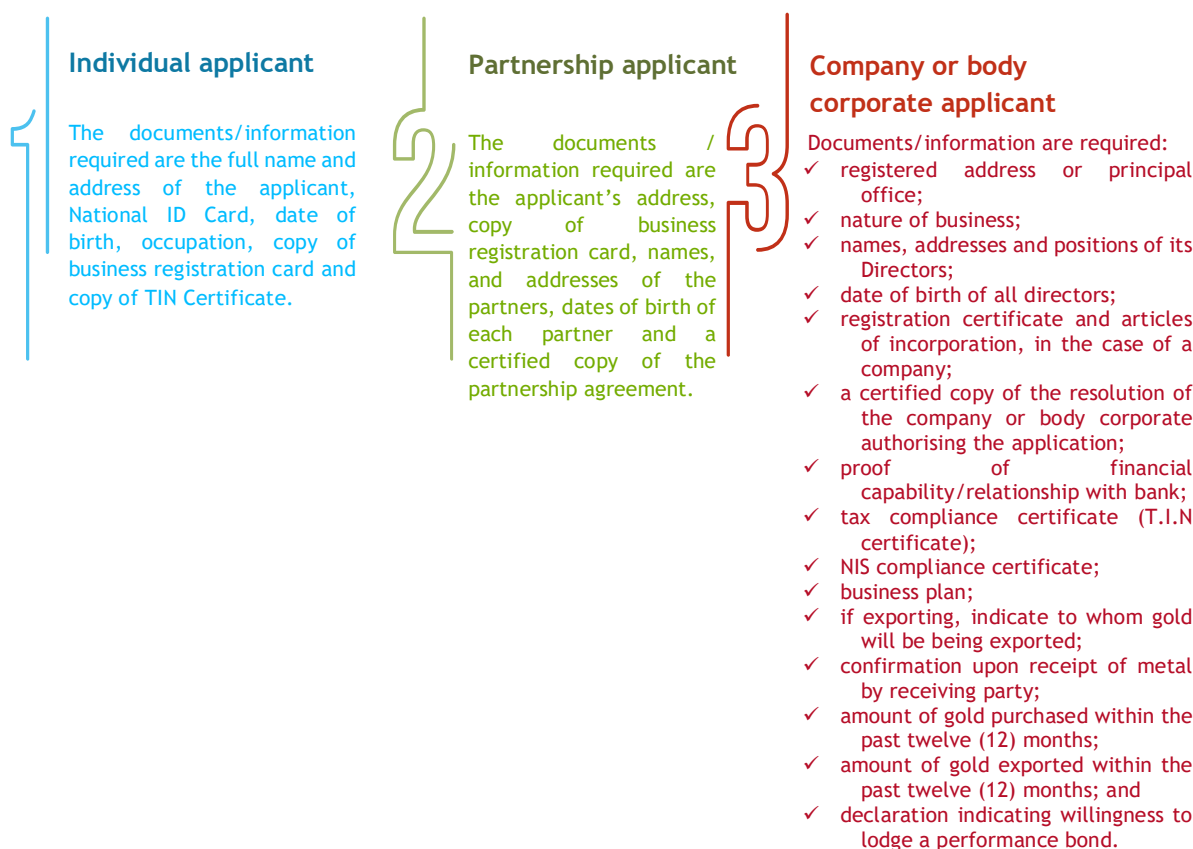 1
Individual applicant
The documents/information
required are the full name and
address of the applicant,
National ID Card, date of
birth, occupation, copy of
business registration card and
copy of TIN Certificate.
2
Partnership applicant
The documents /
information required are
the applicant’s address,
copy of business
registration card, names,
and addresses of the
partners, dates of birth of
each partner and a
certified copy of the
partnership agreement.
3
Company or body
corporate applicant
Documents/information are required:
✓ registered address or principal
office;
✓ nature of business;
✓ names, addresses and positions of its
Directors;
✓ date of birth of all directors;
✓ registration certificate and articles
of incorporation, in the case of a
company;
✓ a certified copy of the resolution of
the company or body corporate
authorising the application;
✓ proof of financial
capability/relationship with bank;
✓ tax compliance certificate (T.I.N
certificate);
✓ NIS compliance certificate;
✓ business plan;
✓ if exporting, indicate to whom gold
will be being exported;
✓ confirmation upon receipt of metal
by receiving party;
✓ amount of gold purchased within the
past twelve (12) months;
✓ amount of gold exported within the
past twelve (12) months; and
✓ declaration indicating willingness to
lodge a performance bond.